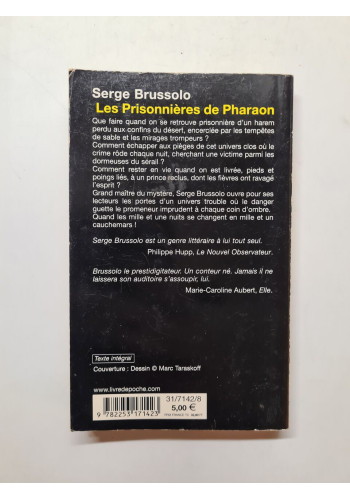 Serge Brussolo
Les Prisonnières de Pharaon
Que faire quand on se retrouve prisonnière d'un harem
perdu aux confins du désert, encerclée par les tempêtes
de sable et les mirages trompeurs ?
Comment échapper aux pièges de cet univers clos où le
crime rôde chaque nuit, cherchant une victime parmi les
dormeuses du sérail ?
Comment rester en vie quand on est livrée, pieds et
poings liés, à un prince reclus, dont les fièvres ont ravagé
l'esprit ?
Grand maître du mystère, Serge Brussolo ouvre pour ses
lecteurs les portes d'un univers trouble où le danger
guette le promeneur imprudent à chaque coin d'ombre.
Quand les mille et une nuits se changent en mille et un
cauchemars !
Serge Brussolo est un genre littéraire à lui tout seul.
Philippe Hupp, Le Nouvel Observateur.
Brussolo le prestidigitateur. Un conteur né. Jamais il ne
laissera son auditoire s'assoupir, lui.
Marie-Caroline Aubert, Elle.
Texte intégral
Couverture : Dessin © Marc Taraskoff
www.livredepoche.com
31/7142/8
5,00 €
9 782253 171423